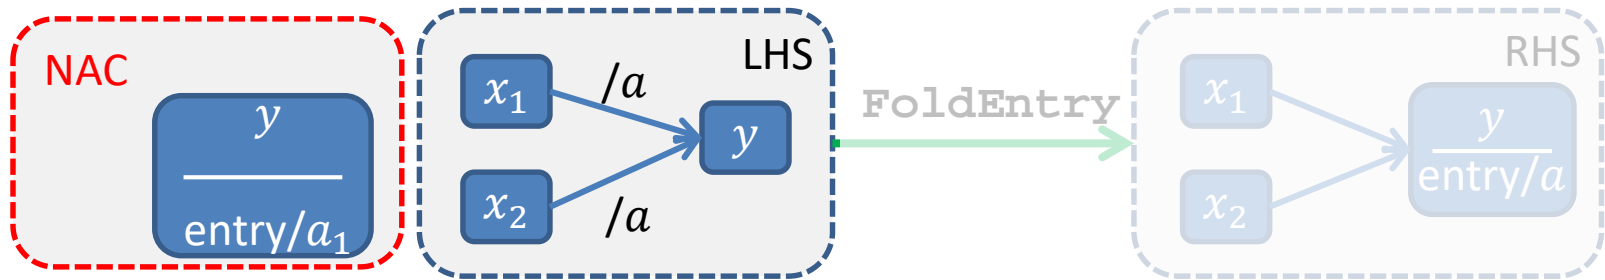 NAC
y
entry/a₁
LHS
x₁
/a
y
x₂
/a
FoldEntry
RHS
x₁
y
entry/a
x₂